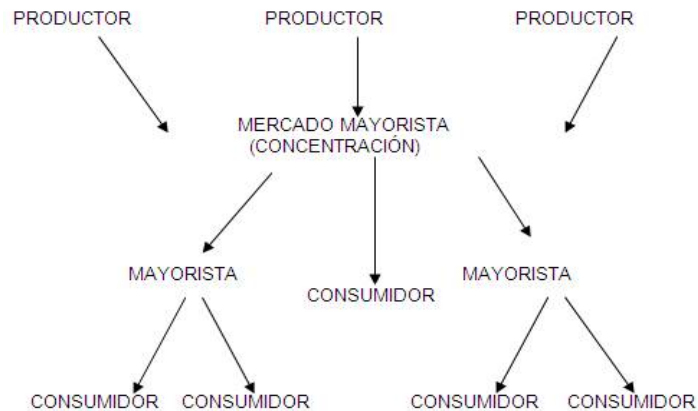 PRODUCTOR PRODUCTOR PRODUCTOR
MERCADO MAYORISTA
(CONCENTRACIÓN)
MAYORISTA MAYORISTA
CONSUMIDOR
CONSUMIDOR CONSUMIDOR CONSUMIDOR CONSUMIDOR